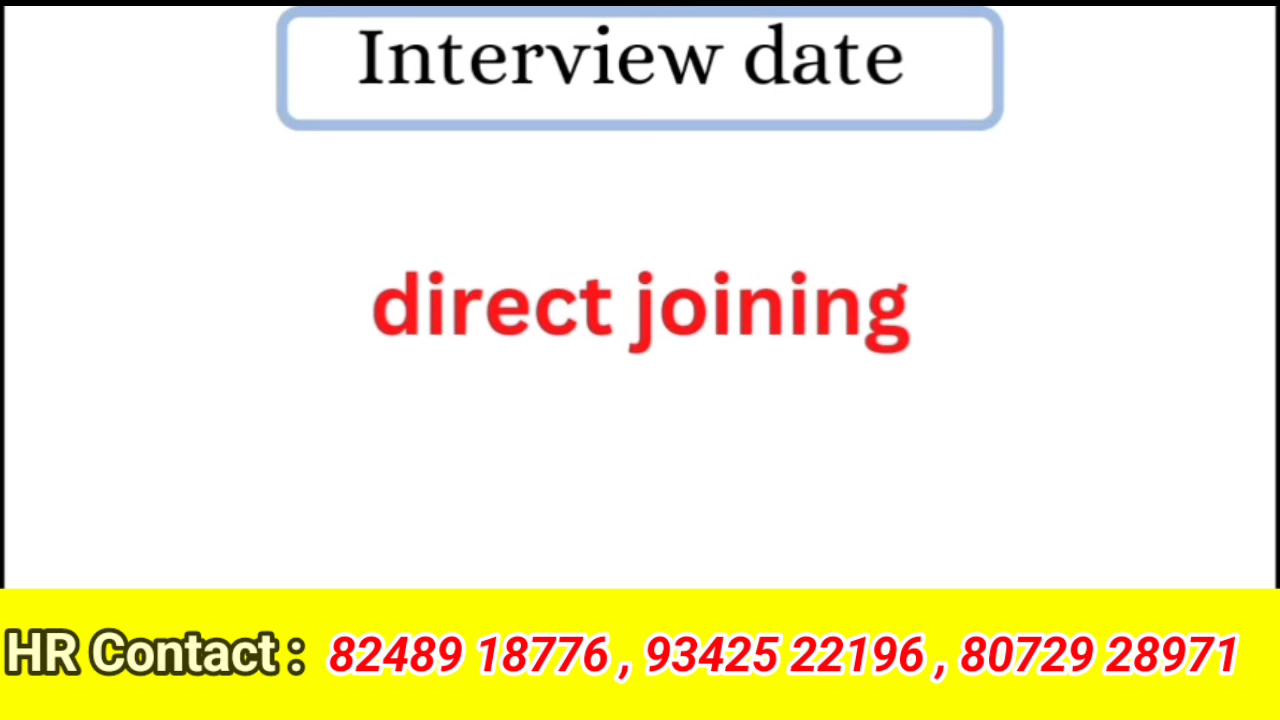 Interview date
direct joining
HR Contact : 82489 18776 , 93425 22196 , 80729 28971